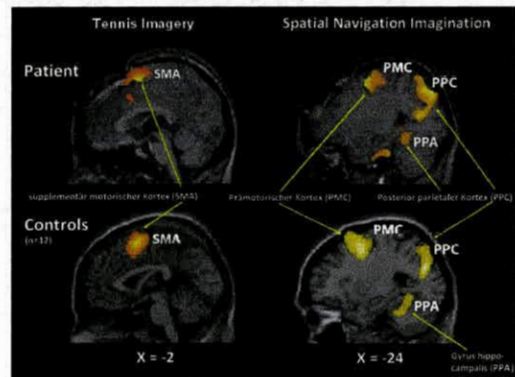 Tennis Imagery
Spatial Navigation Imagination
Patient
SMA
PMC
PPC
PPA
supplementär motorischer Kortex (SMA)
Prämotorischer Kortex (PMC)
Posterior parietaler Kortex (PPC)
Controls
(n=12)
SMA
PMC
PPC
PPA
Gyrus hippo-
campalis (PPA)
X = -2
X = -24